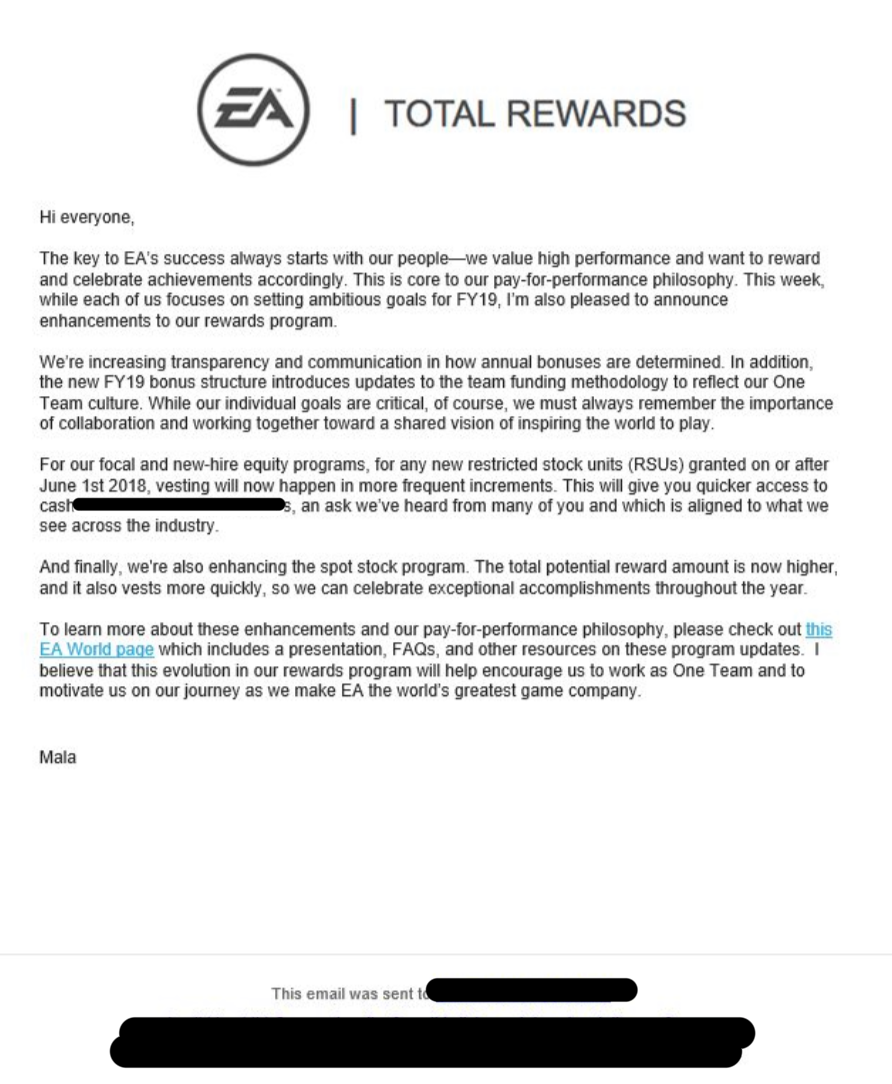 EA | TOTAL REWARDS
Hi everyone,
The key to EA's success always starts with our people—we value high performance and want to reward
and celebrate achievements accordingly. This is core to our pay-for-performance philosophy. This week,
while each of us focuses on setting ambitious goals for FY19, I'm also pleased to announce
enhancements to our rewards program.
We're increasing transparency and communication in how annual bonuses are determined. In addition,
the new FY19 bonus structure introduces updates to the team funding methodology to reflect our One
Team culture. While our individual goals are critical, of course, we must always remember the importance
of collaboration and working together toward a shared vision of inspiring the world to play.
For our focal and new-hire equity programs, for any new restricted stock units (RSUs) granted on or after
June 1st 2018, vesting will now happen in more frequent increments. This will give you quicker access to
cash s, an ask we've heard from many of you and which is aligned to what we
see across the industry.
And finally, we're also enhancing the spot stock program. The total potential reward amount is now higher,
and it also vests more quickly, so we can celebrate exceptional accomplishments throughout the year.
To learn more about these enhancements and our pay-for-performance philosophy, please check out this
EA World page which includes a presentation, FAQs, and other resources on these program updates. I
believe that this evolution in our rewards program will help encourage us to work as One Team and to
motivate us on our journey as we make EA the world's greatest game company.
Mala
This email was sent to